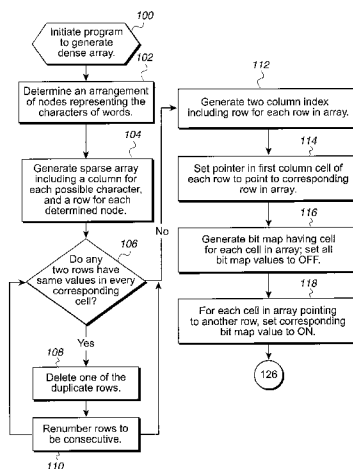 100
Initiate program
to generate
dense array.
102
Determine an arrangement
of nodes representing the
characters of words.
104
Generate sparse array
including a column for
each possible character,
and a row for each
determined node.
106
Do any
two rows have
same values in every
corresponding
cell?
No
Yes
108
Delete one of the
duplicate rows.
Renumber rows to
be consecutive.
110
112
Generate two column index
including row for each row in array.
114
Set pointer in first column cell of
each row to point to corresponding
row in array.
116
Generate bit map having cell
for each cell in array; set all
bit map values to OFF.
118
For each cell in array pointing
to another row, set corresponding
bit map value to ON.
126